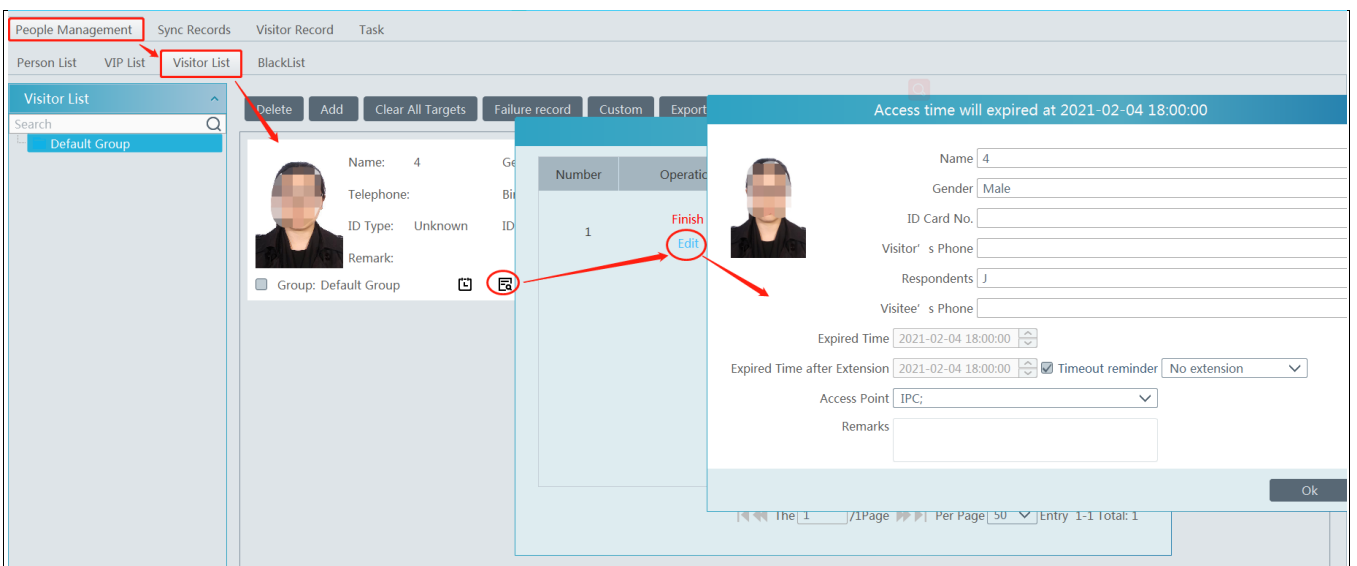 People Management Sync Records Visitor Record Task
Person List VIP List Visitor List BlackList
Visitor List
Search
Default Group
Delete Add Clear All Targets Failure record Custom Export
Name: 4
Telephone:
ID Type: Unknown ID
Remark:
Group: Default Group
Number
1
Finish
Edit
Access time will expired at 2021-02-04 18:00:00
Name 4
Gender Male
ID Card No.
Visitor' s Phone
Respondents J
Visitee' s Phone
Expired Time 2021-02-04 18:00:00
Expired Time after Extension 2021-02-04 18:00:00 Timeout reminder No extension
Access Point IPC;
Remarks
Ok
The 1 /1Page Per Page 50 Entry 1-1 Total: 1